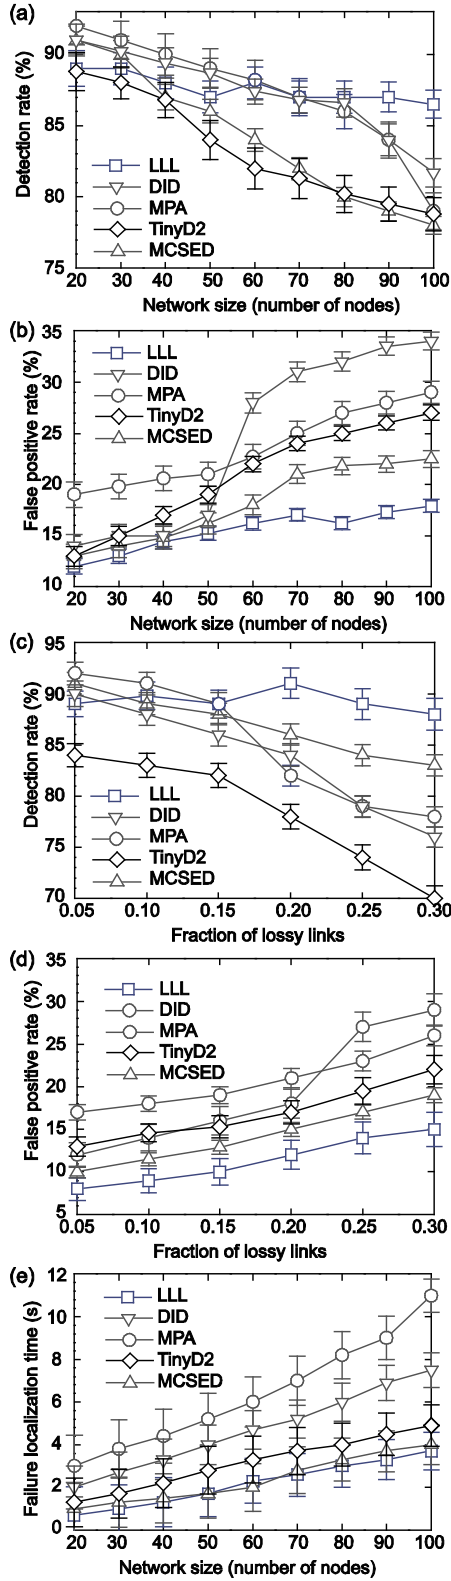 (a)
Detection rate (%)
90
85
80
75
LLL
DID
MPA
TinyD2
MCSED
20 30 40 50 60 70 80 90 100
Network size (number of nodes)
(b)
False positive rate (%)
35
30
25
20
15
10
LLL
DID
MPA
TinyD2
MCSED
20 30 40 50 60 70 80 90 100
Network size (number of nodes)
(c)
Detection rate (%)
95
90
85
80
75
70
LLL
DID
MPA
TinyD2
MCSED
0.05 0.10 0.15 0.20 0.25 0.30
Fraction of lossy links
(d)
False positive rate (%)
35
30
25
20
15
10
5
LLL
DID
MPA
TinyD2
MCSED
0.05 0.10 0.15 0.20 0.25 0.30
Fraction of lossy links
(e)
Failure localization time (s)
12
10
8
6
4
2
0
LLL
DID
MPA
TinyD2
MCSED
20 30 40 50 60 70 80 90 100
Network size (number of nodes)